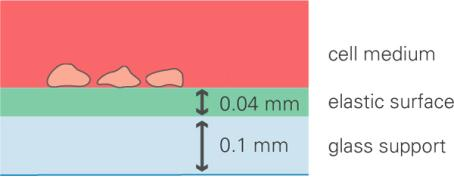 cell medium
0.04 mm elastic surface
0.1 mm glass support